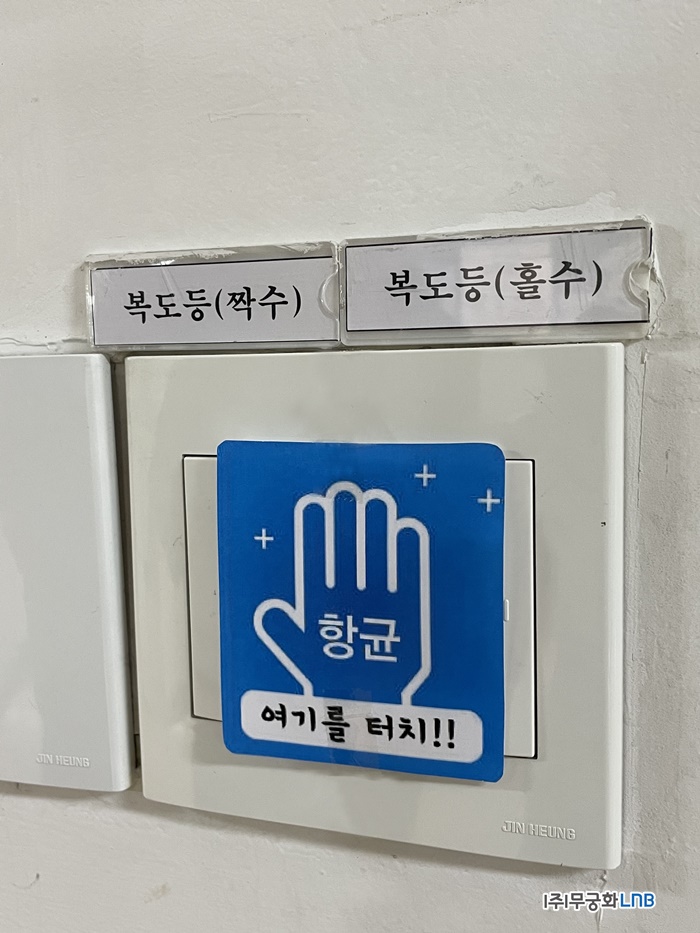 복도등(짝수)
복도등(홀수)
항균
여기를 터치!!
JIN HEUNG
JIN HEUNG
(주)무궁화LNB